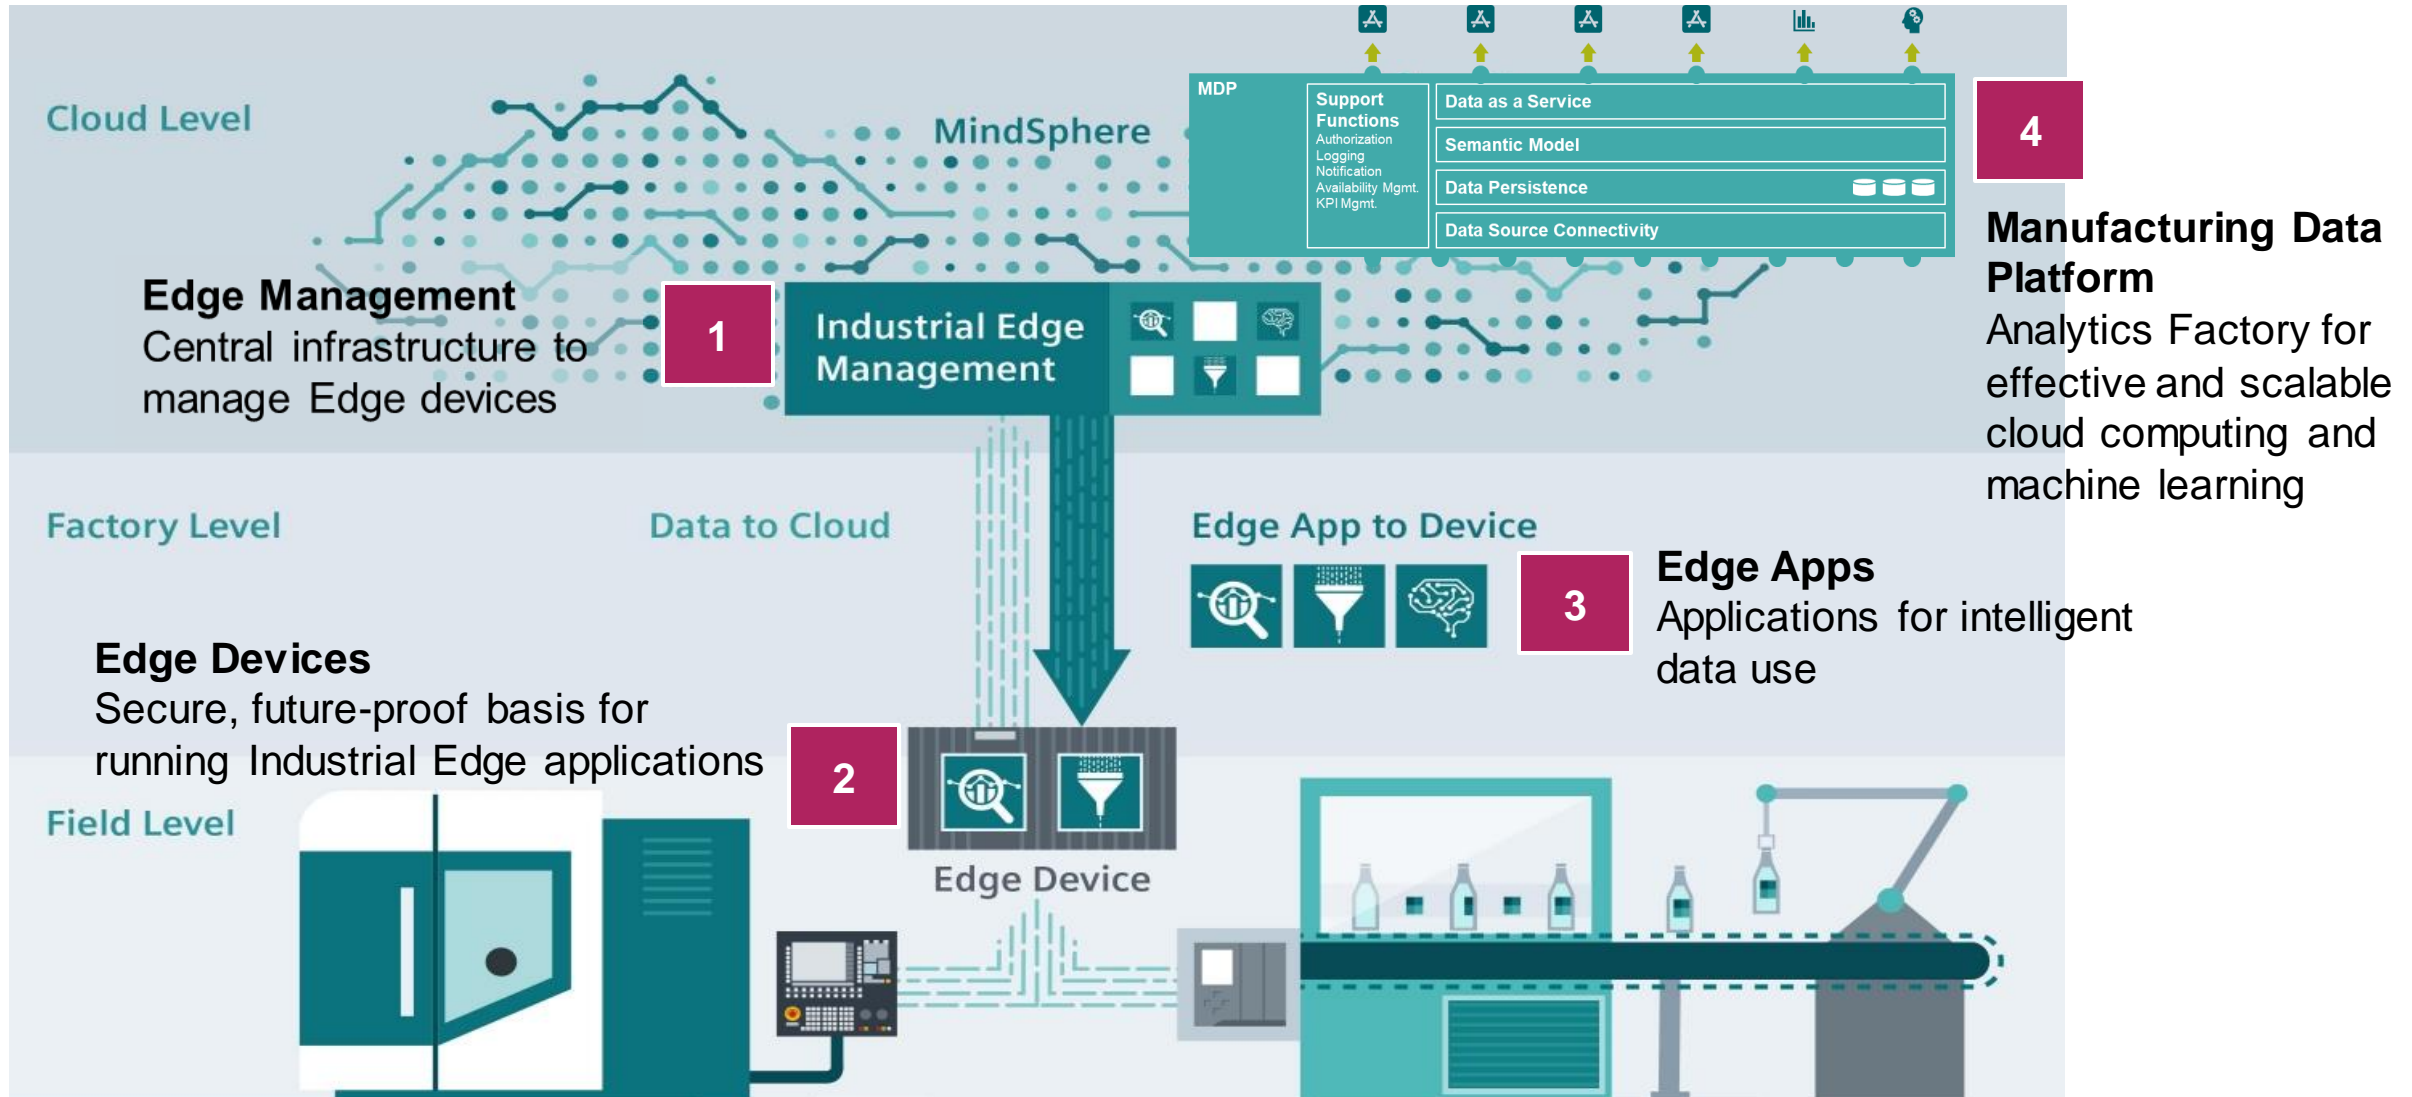 Cloud Level
MindSphere
MDP
Support
Functions
Authorization
Logging
Notification
Availability Mgmt.
KPI Mgmt.
Data as a Service
Semantic Model
Data Persistence
Data Source Connectivity
4
Manufacturing Data
Platform
Analytics Factory for
effective and scalable
cloud computing and
machine learning
Edge Management
Central infrastructure to
manage Edge devices
1
Industrial Edge
Management
Factory Level
Data to Cloud
Edge App to Device
3
Edge Apps
Applications for intelligent
data use
Edge Devices
Secure, future-proof basis for
running Industrial Edge applications
2
Field Level
Edge Device